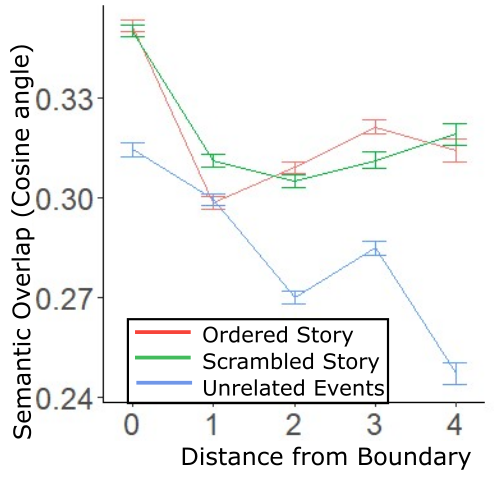 Semantic Overlap (Cosine angle)
0.33
0.30
0.27
0.24
Ordered Story
Scrambled Story
Unrelated Events
0 1 2 3 4
Distance from Boundary